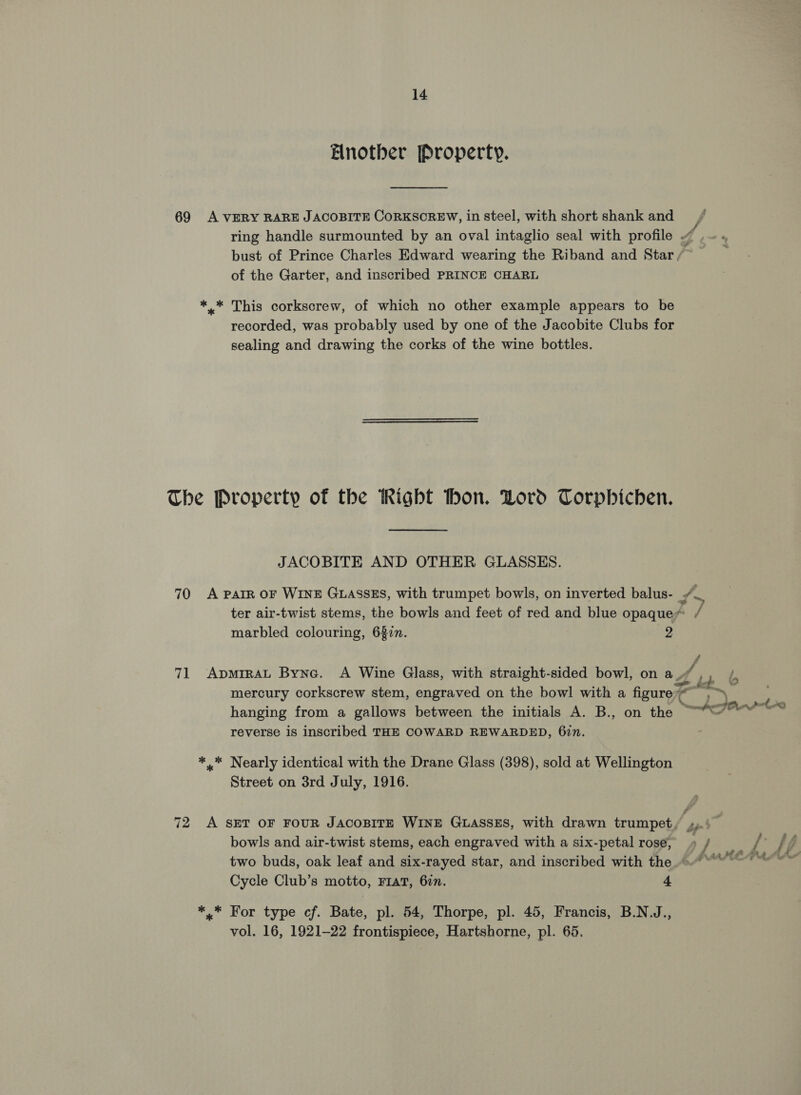 14
Another Property.
69 A VERY RARE JACOBITE CORKSCREW, in steel, with short shank and
ring handle surmounted by an oval intaglio seal with profile
bust of Prince Charles Edward wearing the Riband and Star
of the Garter, and inscribed PRINCE CHARL
*** This corkscrew, of which no other example appears to be
recorded, was probably used by one of the Jacobite Clubs for
sealing and drawing the corks of the wine bottles.
The Property of the Right Hon. Lord Torphichen.
JACOBITE AND OTHER GLASSES.
70 A PAIR OF WINE GLASSES, with trumpet bowls, on inverted balus-
ter air-twist stems, the bowls and feet of red and blue opaque
marbled colouring, 6⅝in. 2
71 ADMIRAL BYNG. A Wine Glass, with straight-sided bowl, on a
mercury corkscrew stem, engraved on the bowl with a figure
hanging from a gallows between the initials A. B., on the
reverse is inscribed THE COWARD REWARDED, 6in.
*** Nearly identical with the Drane Glass (398), sold at Wellington
Street on 3rd July, 1916.
72 A SET OF FOUR JACOBITE WINE GLASSES, with drawn trumpet
bowls and air-twist stems, each engraved with a six-petal rose,
two buds, oak leaf and six-rayed star, and inscribed with the
Cycle Club's motto, FIAT, 6in. 4
*** For type cf. Bate, pl. 54, Thorpe, pl. 45, Francis, B.N.J.,
vol. 16, 1921–22 frontispiece, Hartshorne, pl. 65.